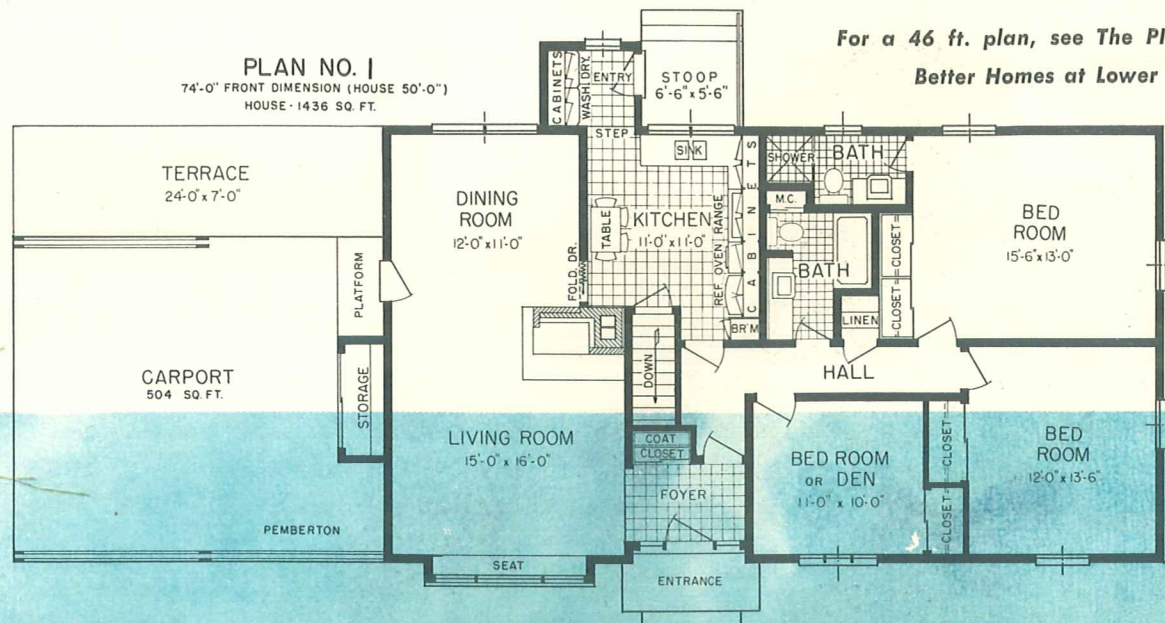 For a 46 ft. plan, see The Pl
Better Homes at Lower
PLAN NO. 1
74'-0" FRONT DIMENSION (HOUSE 50'-0")
HOUSE - 1436 SQ. FT.
TERRACE
24'-0" x 7'-0"
CABINETS
WASH.
DRY.
ENTRY
STOOP
6'-6" x 5'-6"
STEP
SINK
DINING
ROOM
12'-0" x 11'-0"
FOLD. DR.
TABLE
KITCHEN
11'-0" x 11'-0"
REF. OVEN RANGE
CABINETS
BR'M
SHOWER
BATH
M.C.
BATH
LINEN
CLOSET
CLOSET
BED
ROOM
15'-6" x 13'-0"
PLATFORM
CARPORT
504 SQ. FT.
STORAGE
PEMBERTON
LIVING ROOM
15'-0" x 16'-0"
SEAT
DOWN
COAT
CLOSET
FOYER
ENTRANCE
HALL
BED ROOM
OR DEN
11'-0" x 10'-0"
CLOSET
CLOSET
BED
ROOM
12'-0" x 13'-6"